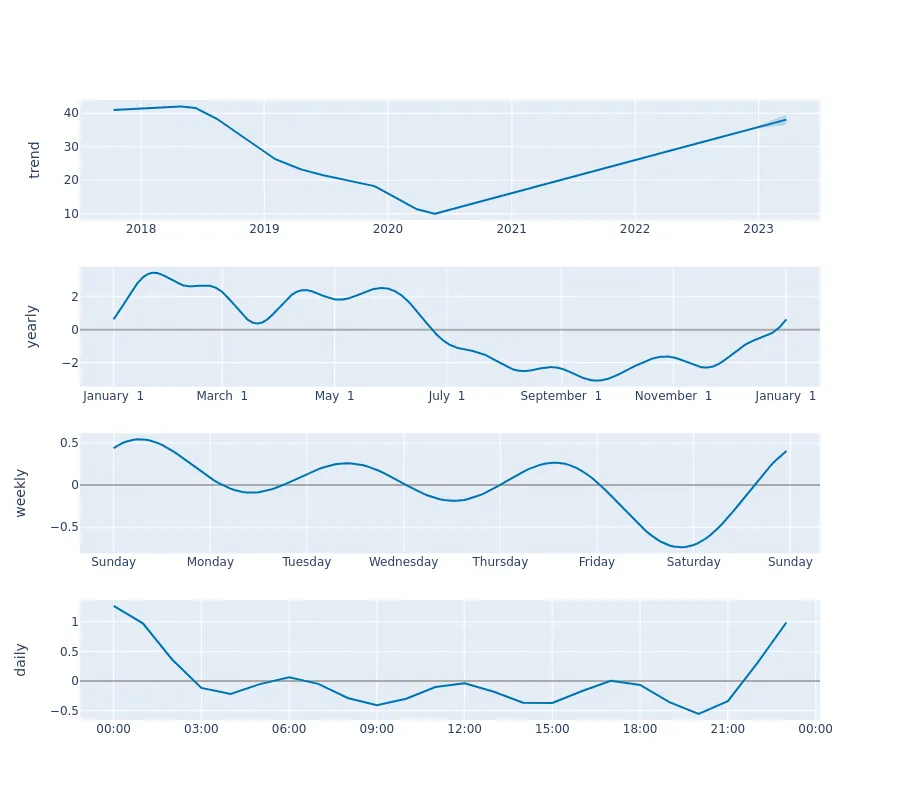 trend
40
30
20
10
2018 2019 2020 2021 2022 2023
yearly
2
0
−2
January 1 March 1 May 1 July 1 September 1 November 1 January 1
weekly
0.5
0
−0.5
Sunday Monday Tuesday Wednesday Thursday Friday Saturday Sunday
daily
1
0.5
0
−0.5
00:00 03:00 06:00 09:00 12:00 15:00 18:00 21:00 00:00